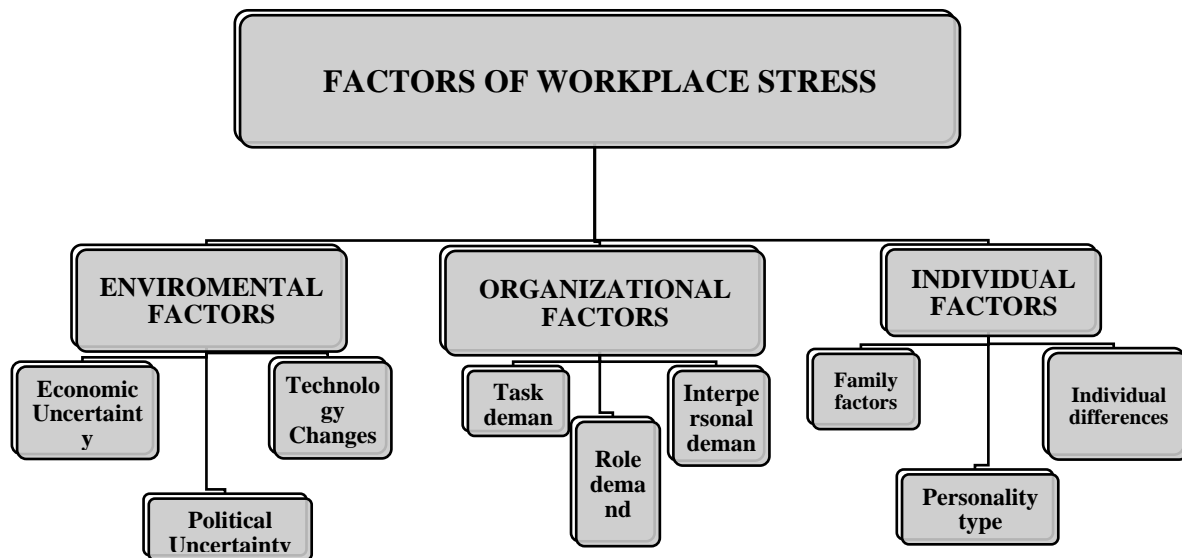 FACTORS OF WORKPLACE STRESS
ENVIROMENTAL
FACTORS
ORGANIZATIONAL
FACTORS
INDIVIDUAL
FACTORS
Economic
Uncertaint
y
Technolo
gy
Changes
Political
Uncertainty
Task
deman
Role
dema
nd
Interpe
rsonal
deman
Family
factors
Personality
type
Individual
differences